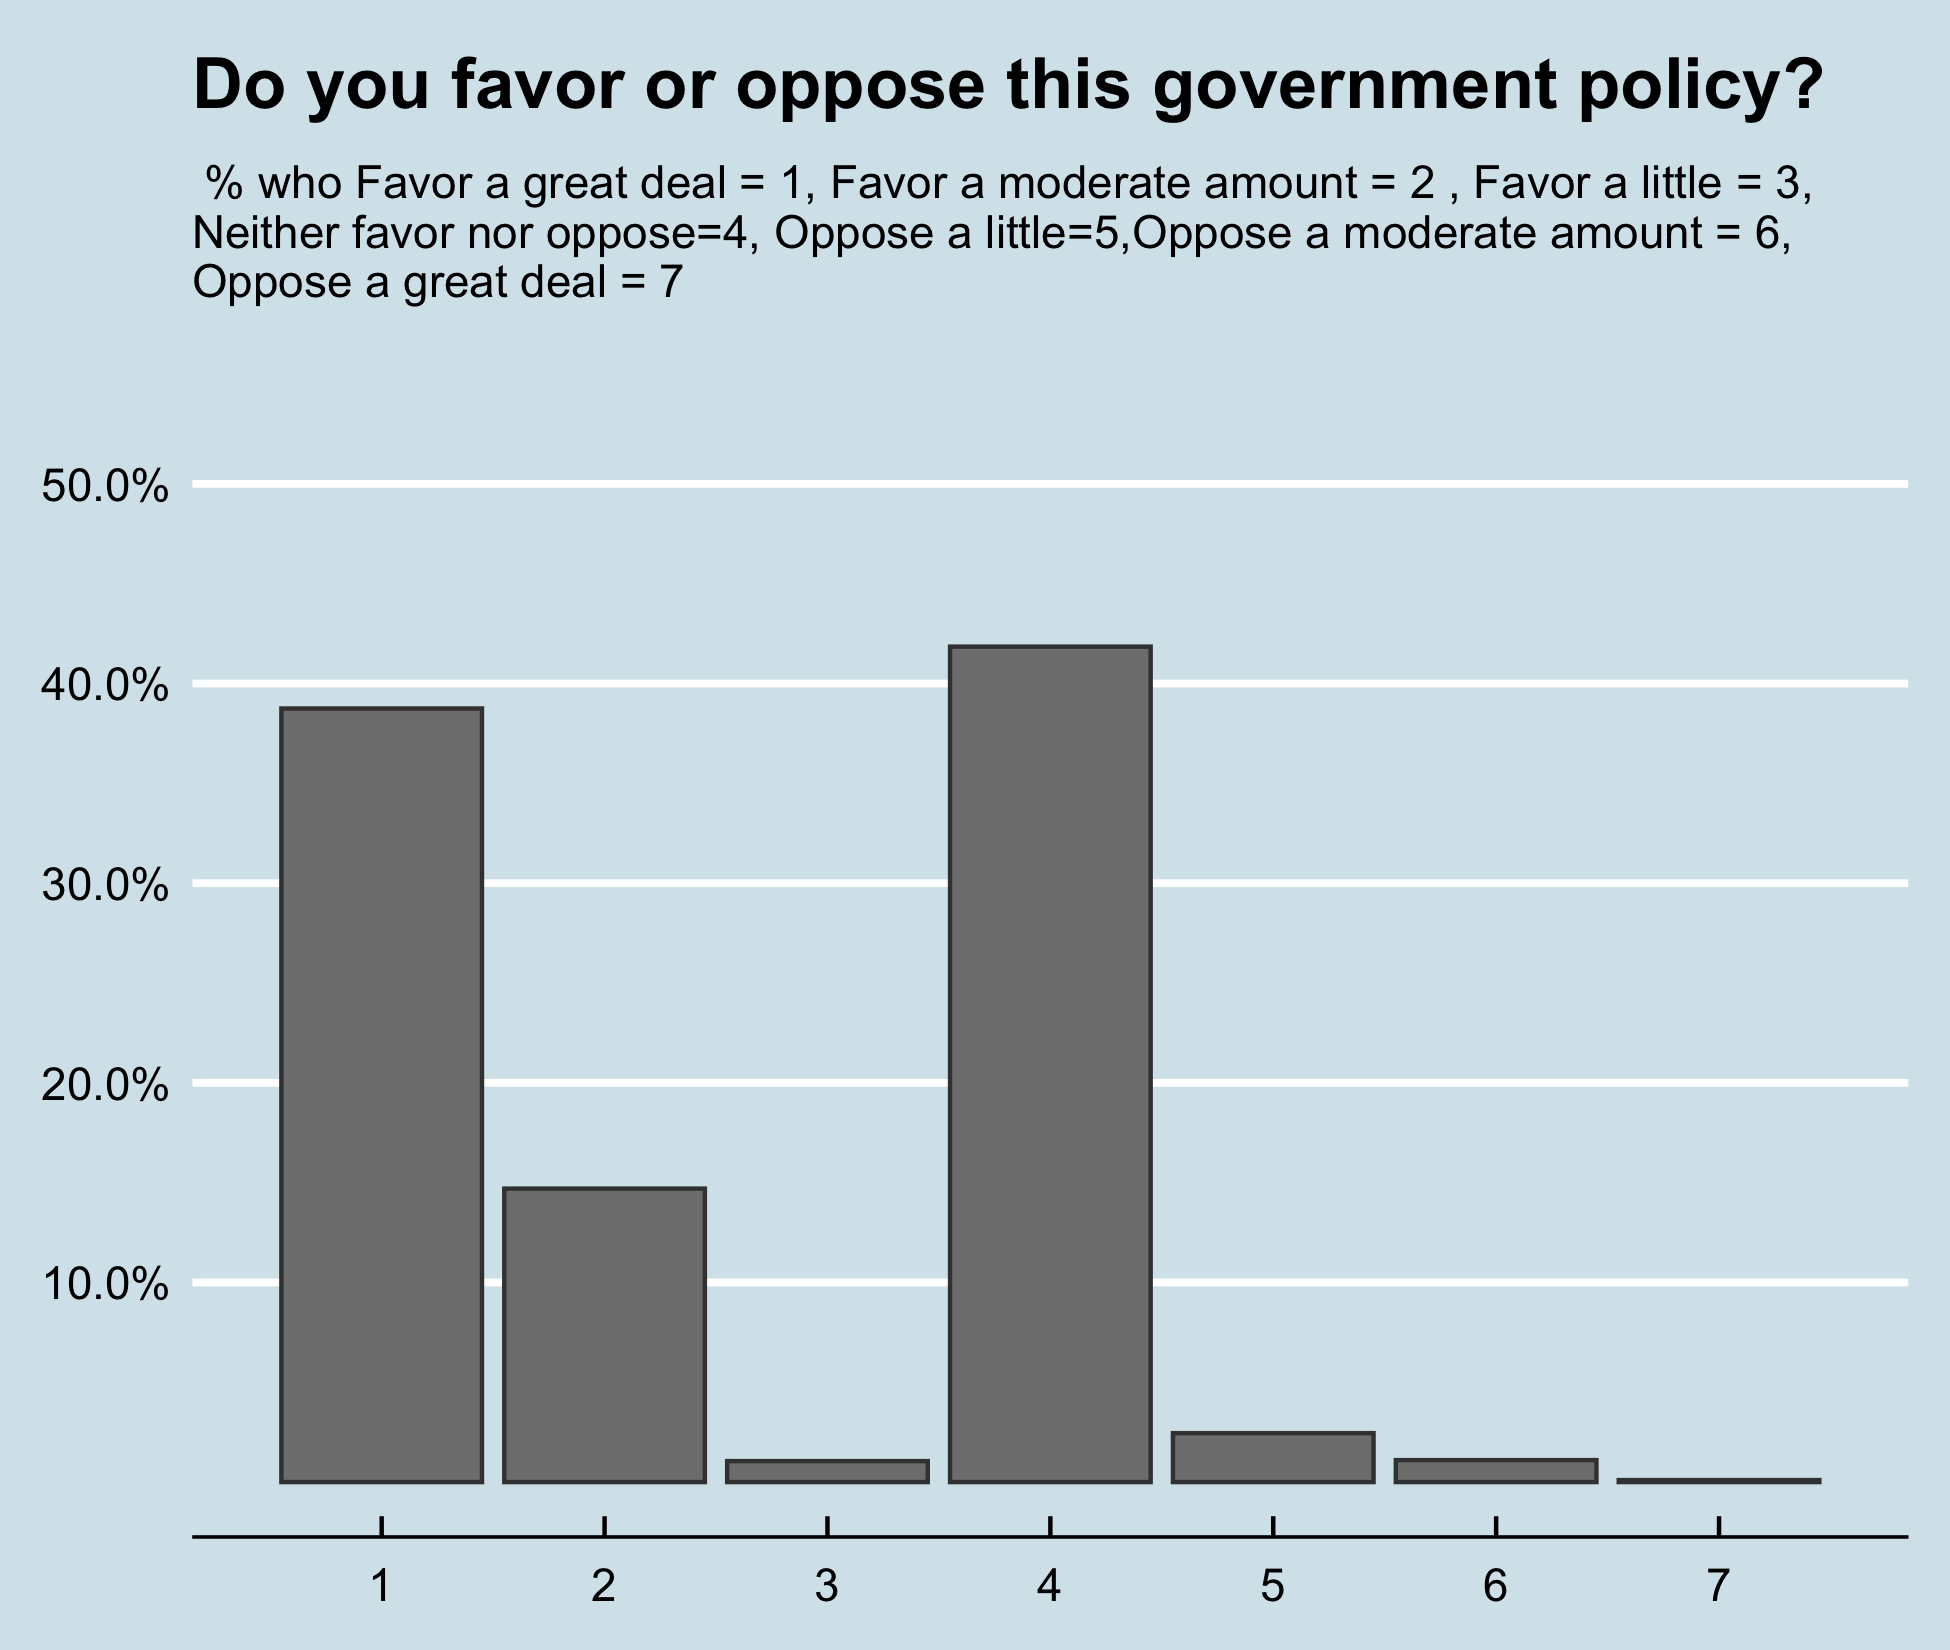 Do you favor or oppose this government policy?
% who Favor a great deal = 1, Favor a moderate amount = 2 , Favor a little = 3,
Neither favor nor oppose=4, Oppose a little=5,Oppose a moderate amount = 6,
Oppose a great deal = 7
50.0%
40.0%
30.0%
20.0%
10.0%
1 2 3 4 5 6 7